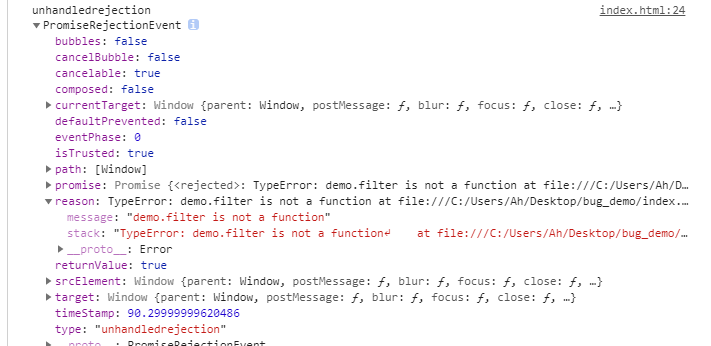 unhandledrejection index.html:24
▼PromiseRejectionEvent i
bubbles: false
cancelBubble: false
cancelable: true
composed: false
▶currentTarget: Window {parent: Window, postMessage: ƒ, blur: ƒ, focus: ƒ, close: ƒ, …}
defaultPrevented: false
eventPhase: 0
isTrusted: true
▶path: [Window]
▶promise: Promise {<rejected>: TypeError: demo.filter is not a function at file:///C:/Users/Ah/D…
▼reason: TypeError: demo.filter is not a function at file:///C:/Users/Ah/Desktop/bug_demo/index.…
message: "demo.filter is not a function"
stack: "TypeError: demo.filter is not a function↵    at file:///C:/Users/Ah/Desktop/bug_demo/…
▶__proto__: Error
returnValue: true
▶srcElement: Window {parent: Window, postMessage: ƒ, blur: ƒ, focus: ƒ, close: ƒ, …}
▶target: Window {parent: Window, postMessage: ƒ, blur: ƒ, focus: ƒ, close: ƒ, …}
timeStamp: 90.29999999620486
type: "unhandledrejection"
▶__proto__: PromiseRejectionEvent